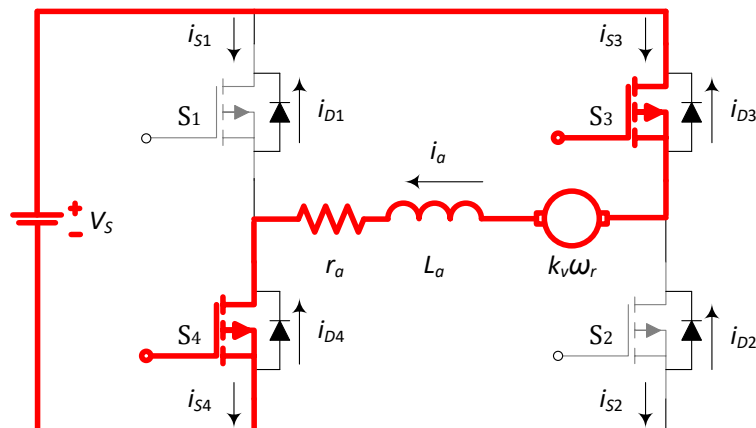 iS1
iS3
S1
iD1
S3
iD3
+
−
VS
ia
ra
La
kvωr
S4
iD4
S2
iD2
iS4
iS2